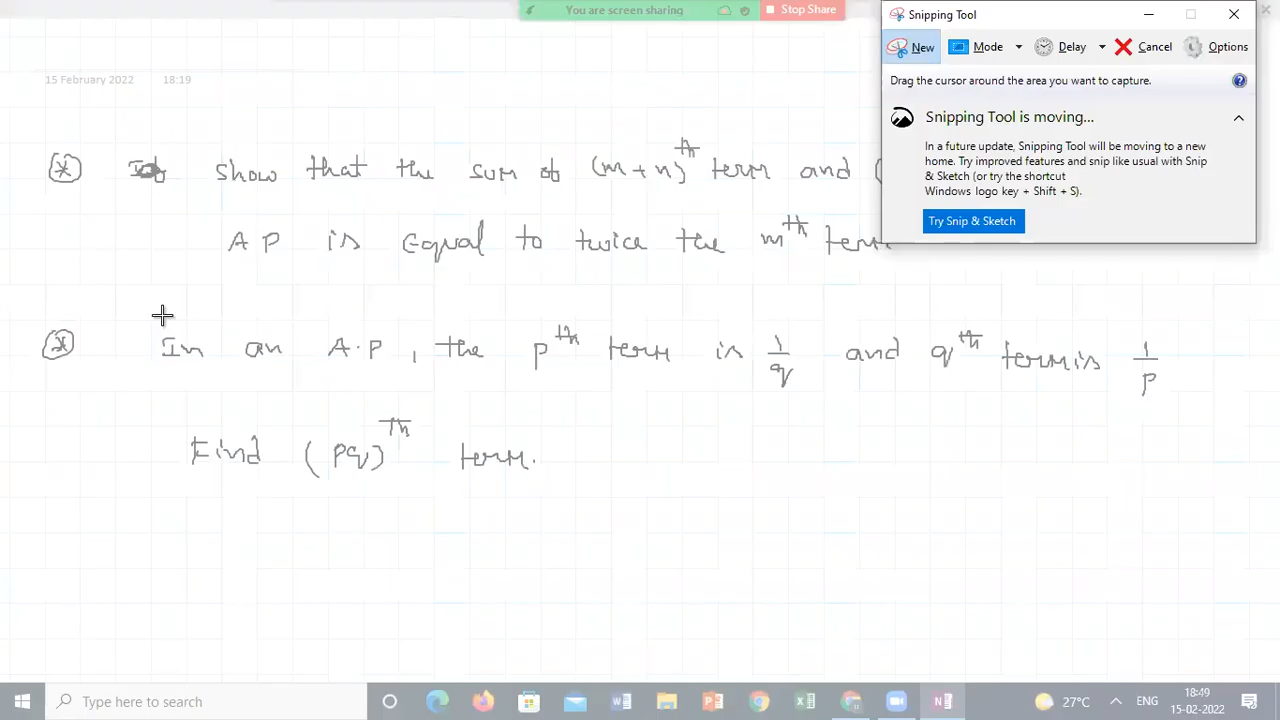 You are screen sharing
Stop Share
Snipping Tool
New
Mode
Delay
Cancel
Options
Drag the cursor around the area you want to capture.
Snipping Tool is moving...
In a future update, Snipping Tool will be moving to a new
home. Try improved features and snip like usual with Snip
& Sketch (or try the shortcut
Windows logo key + Shift + S).
Try Snip & Sketch
15 February 2022 18:19
show that the sum of (m+n)th term and (
AP is Equal to twice the mth term
In an A.P, the pth term is 1/q and qth term is 1/p
Find (pq)th term.
Type here to search
27°C
ENG
18:49
15-02-2022